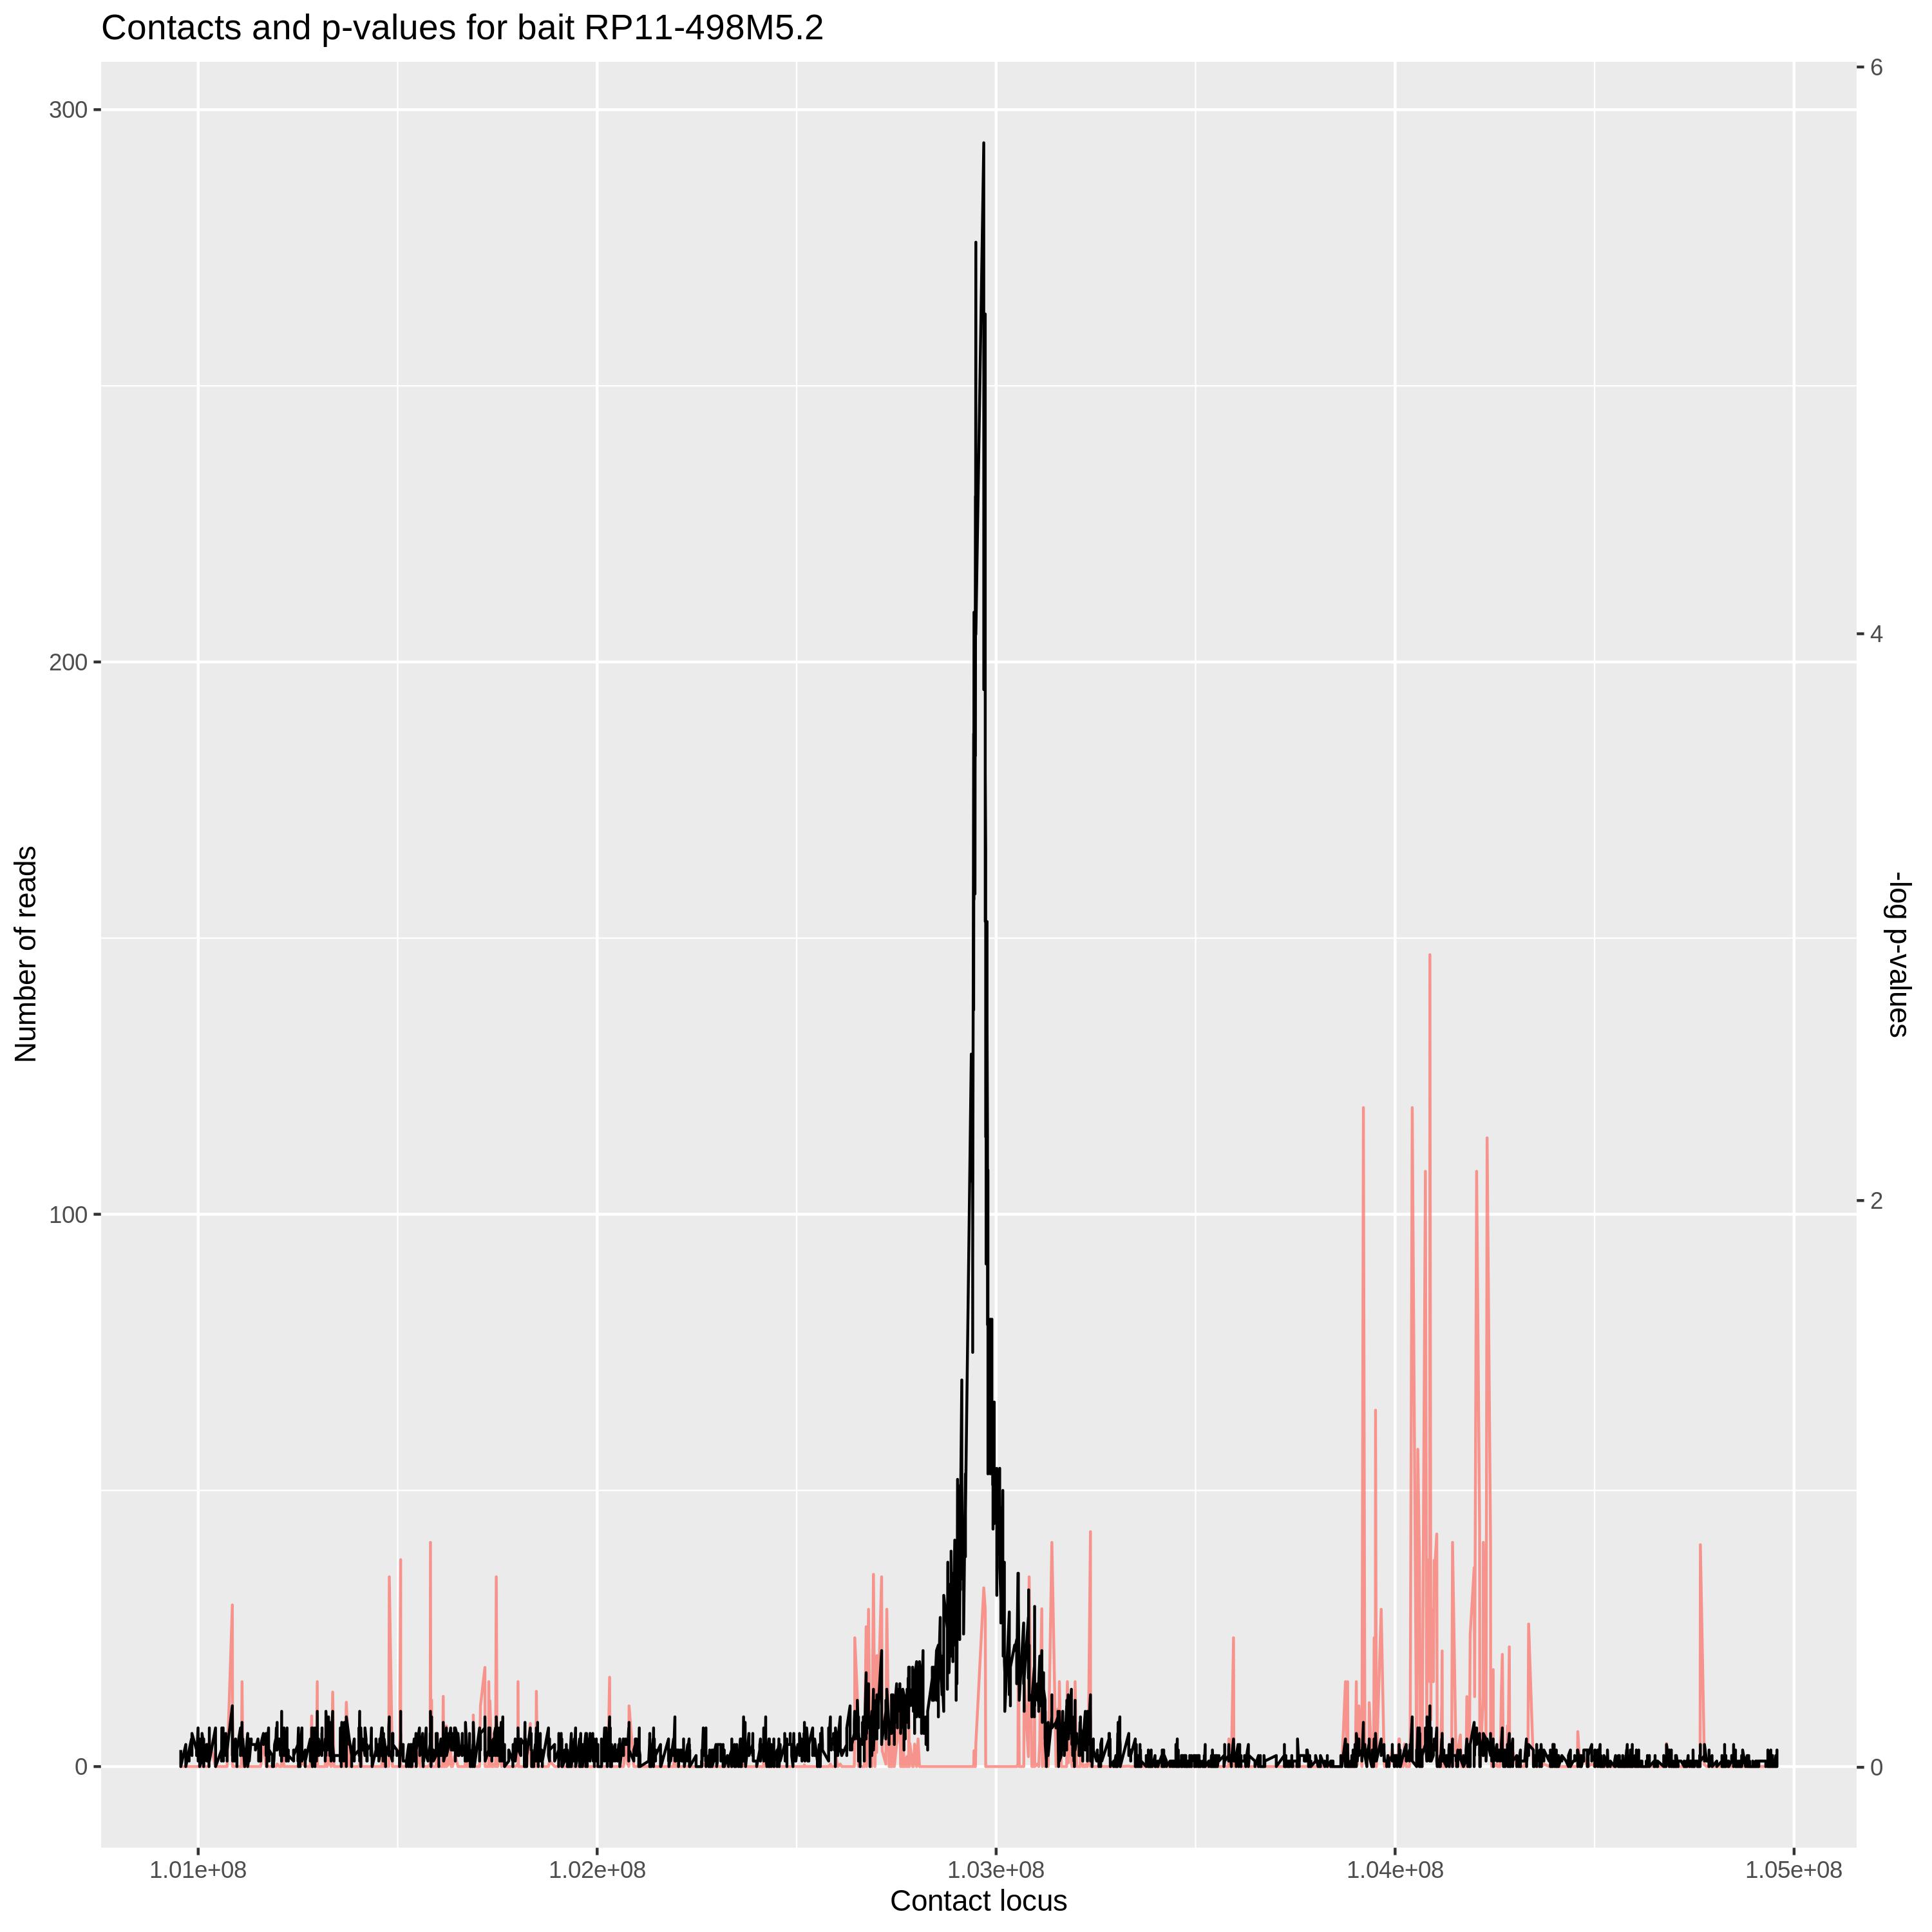 Contacts and p-values for bait RP11-498M5.2
300
200
100
0
6
4
2
0
Number of reads
-log p-values
1.01e+08
1.02e+08
1.03e+08
1.04e+08
1.05e+08
Contact locus